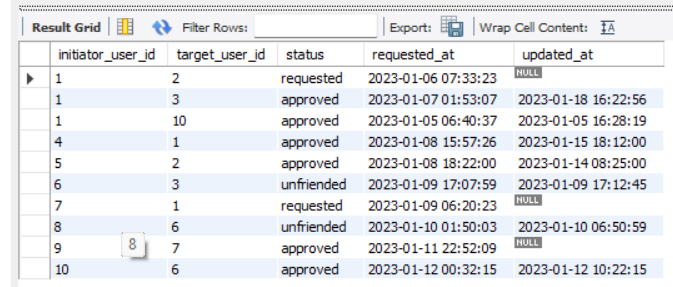 Result Grid Filter Rows: Export: Wrap Cell Content: IA
initiator_user_id target_user_id status requested_at updated_at
1 2 requested 2023-01-06 07:33:23 NULL
1 3 approved 2023-01-07 01:53:07 2023-01-18 16:22:56
1 10 approved 2023-01-05 06:40:37 2023-01-05 16:28:19
4 1 approved 2023-01-08 15:57:26 2023-01-15 18:12:00
5 2 approved 2023-01-08 18:22:00 2023-01-14 08:25:00
6 3 unfriended 2023-01-09 17:07:59 2023-01-09 17:12:45
7 1 requested 2023-01-09 06:20:23 NULL
8 6 unfriended 2023-01-10 01:50:03 2023-01-10 06:50:59
9 8 7 approved 2023-01-11 22:52:09 NULL
10 6 approved 2023-01-12 00:32:15 2023-01-12 10:22:15